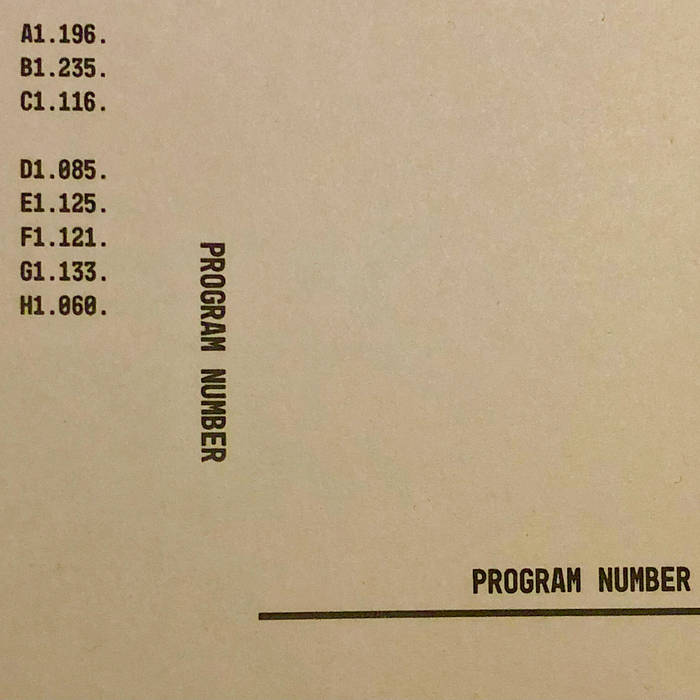 A1.196.
B1.235.
C1.116.
D1.085.
E1.125.
F1.121.
G1.133.
H1.060.
PROGRAM NUMBER
PROGRAM NUMBER